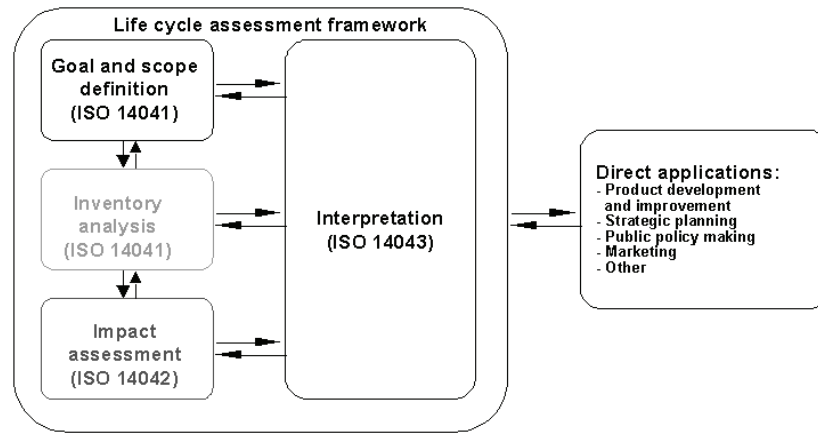 Life cycle assessment framework
Goal and scope
definition
(ISO 14041)
Inventory
analysis
(ISO 14041)
Impact
assessment
(ISO 14042)
Interpretation
(ISO 14043)
Direct applications:
- Product development
and improvement
- Strategic planning
- Public policy making
- Marketing
- Other